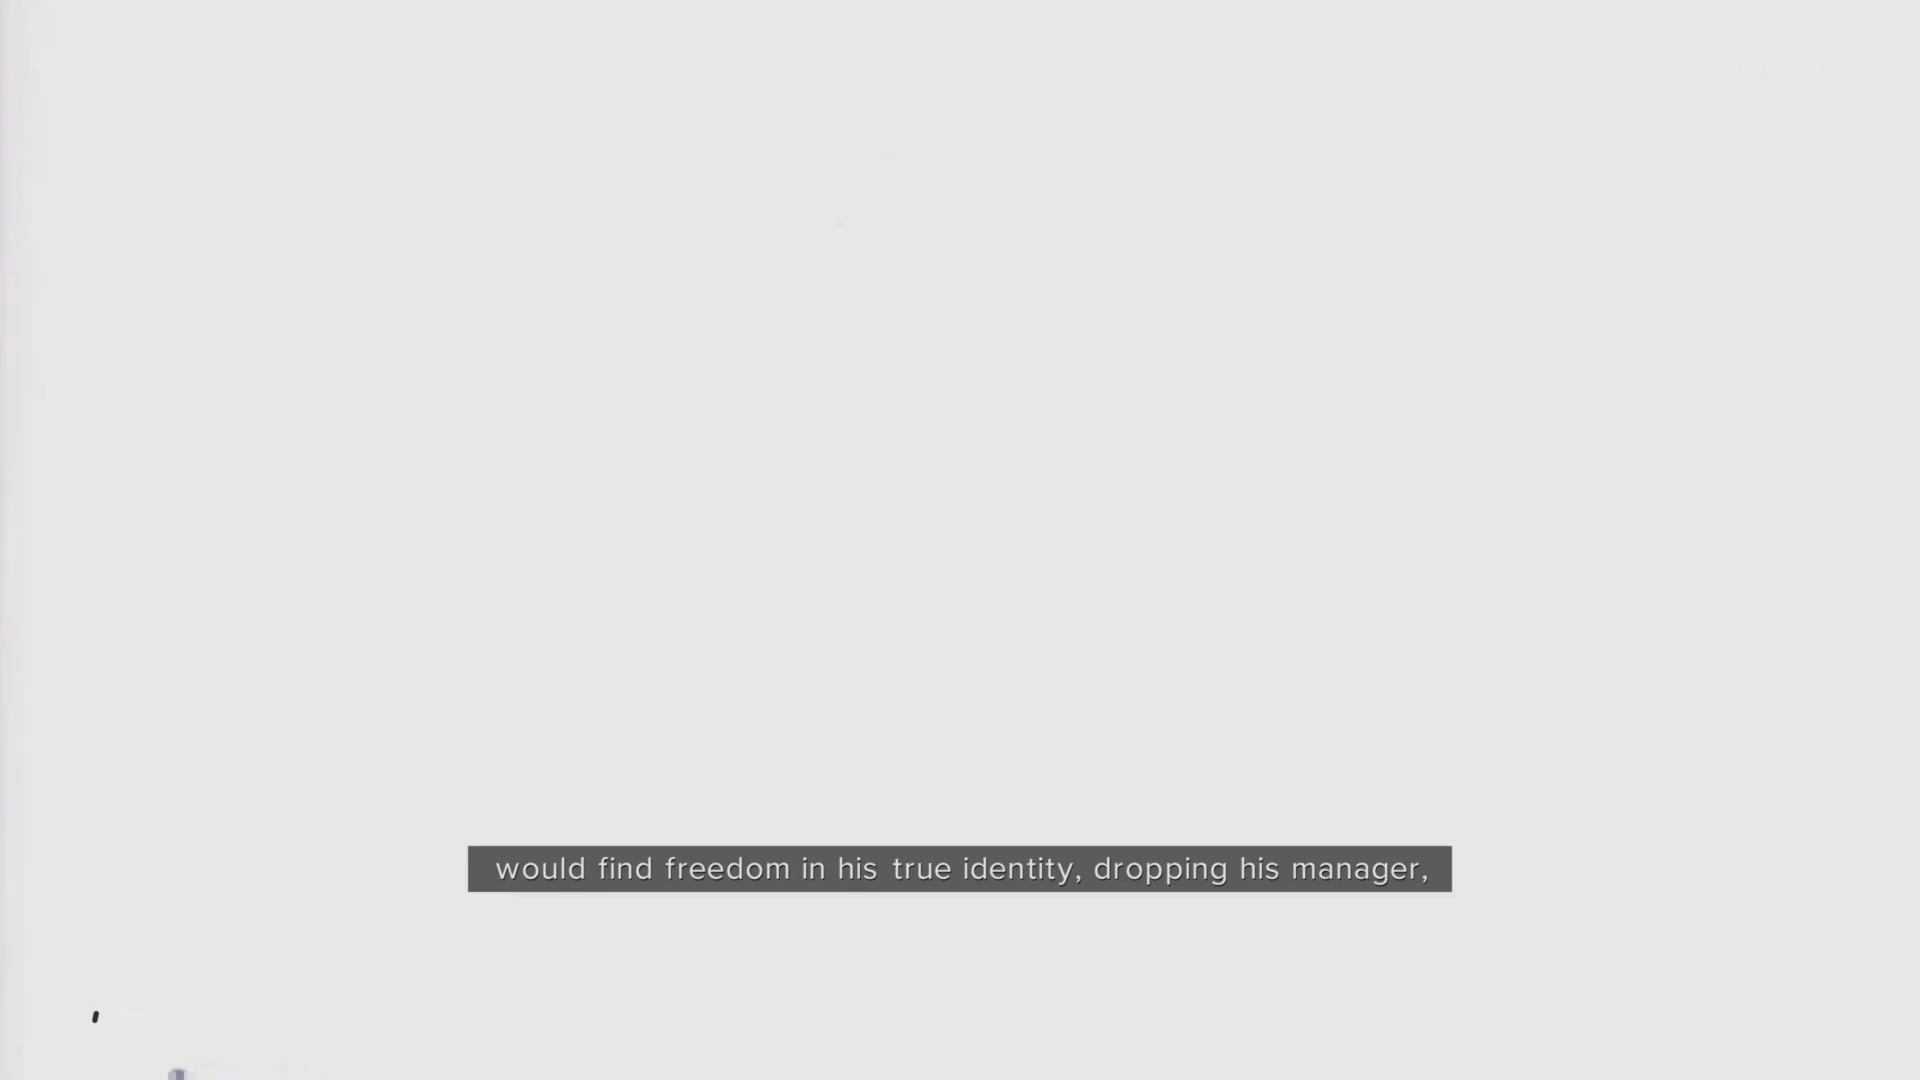 would find freedom in his true identity, dropping his manager,